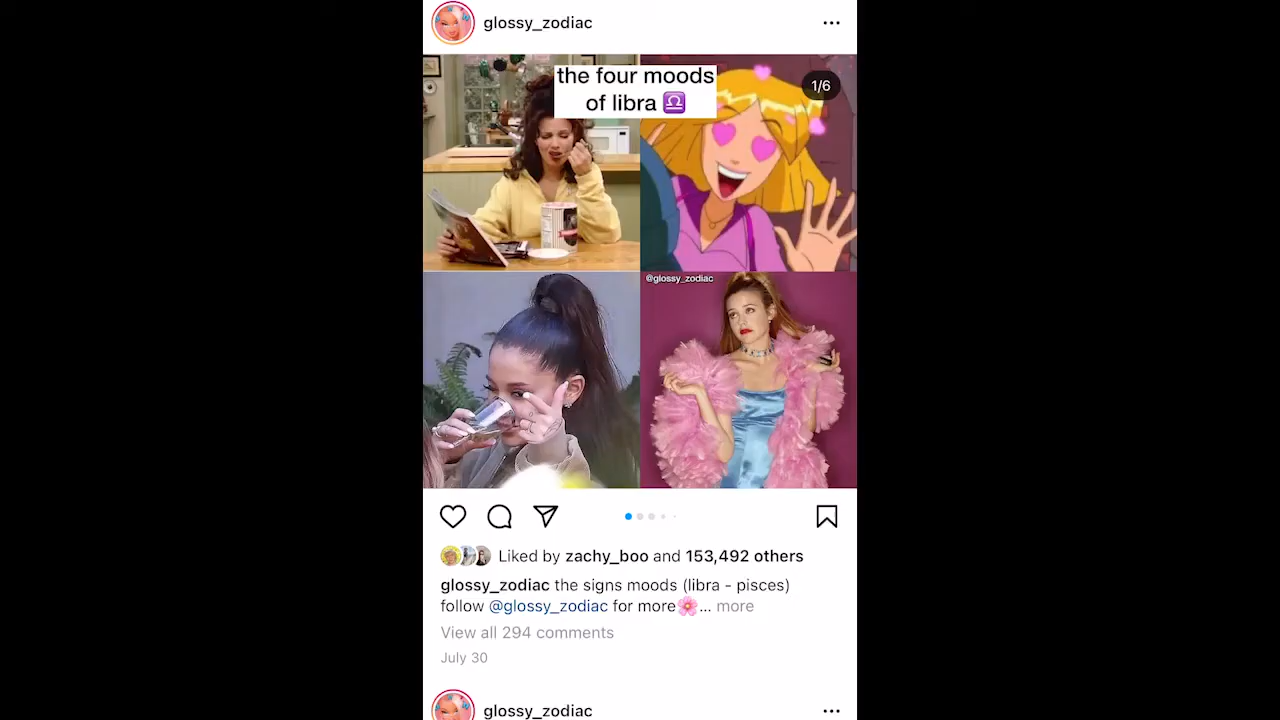 glossy_zodiac
the four moods
of libra ♎
1/6
@glossy_zodiac
Liked by zachy_boo and 153,492 others
glossy_zodiac the signs moods (libra - pisces)
follow @glossy_zodiac for more🌸... more
View all 294 comments
July 30
glossy_zodiac